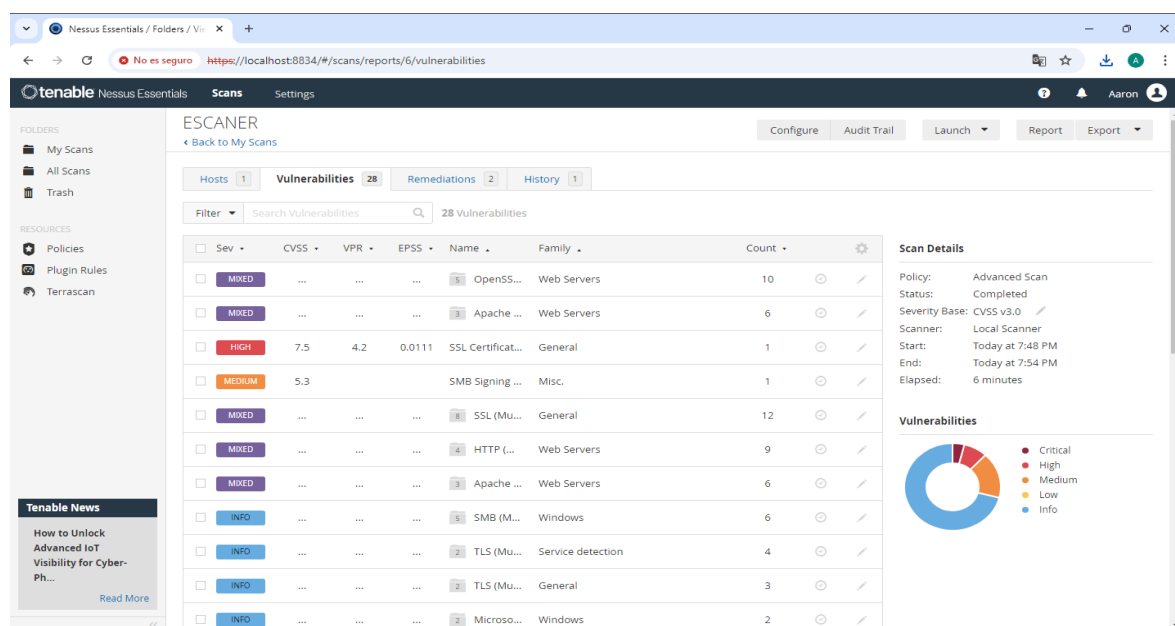 Nessus Essentials / Folders / Vie
No es seguro https://localhost:8834/#/scans/reports/6/vulnerabilities
A
tenable Nessus Essentials Scans Settings ? Aaron
FOLDERS
My Scans
All Scans
Trash
RESOURCES
Policies
Plugin Rules
Terrascan
Tenable News
How to Unlock
Advanced IoT
Visibility for Cyber-
Ph...
Read More
ESCANER
Back to My Scans
Configure Audit Trail Launch Report Export
Hosts 1 Vulnerabilities 28 Remediations 2 History 1
Filter Search Vulnerabilities 28 Vulnerabilities
Sev CVSS VPR EPSS Name Family Count
MIXED ... ... ... 5 OpenSS... Web Servers 10
MIXED ... ... ... 3 Apache ... Web Servers 6
HIGH 7.5 4.2 0.0111 SSL Certificat... General 1
MEDIUM 5.3 SMB Signing ... Misc. 1
MIXED ... ... ... 8 SSL (Mu... General 12
MIXED ... ... ... 4 HTTP (... Web Servers 9
MIXED ... ... ... 3 Apache ... Web Servers 6
INFO ... ... ... 5 SMB (M... Windows 6
INFO ... ... ... 2 TLS (Mu... Service detection 4
INFO ... ... ... 2 TLS (Mu... General 3
INFO ... ... ... 2 Microso... Windows 2
Scan Details
Policy: Advanced Scan
Status: Completed
Severity Base: CVSS v3.0
Scanner: Local Scanner
Start: Today at 7:48 PM
End: Today at 7:54 PM
Elapsed: 6 minutes
Vulnerabilities
Critical
High
Medium
Low
Info